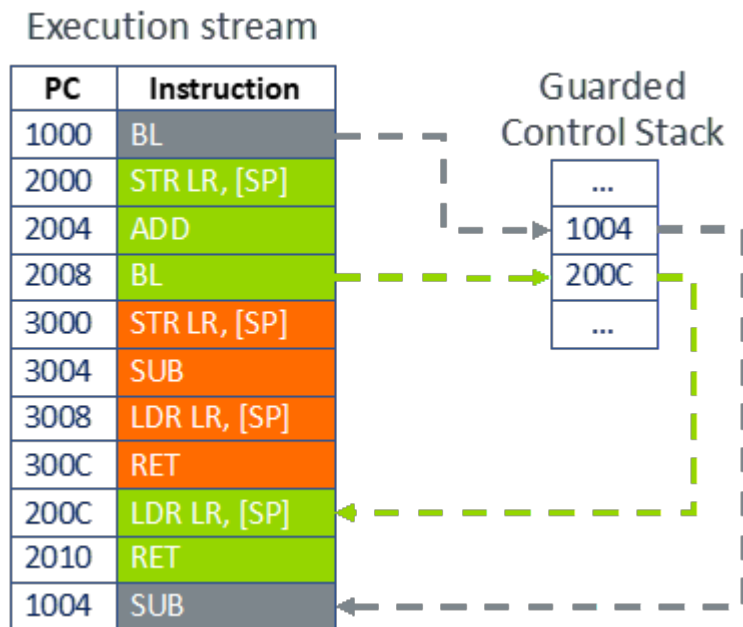 Execution stream
PC Instruction
1000 BL
2000 STR LR, [SP]
2004 ADD
2008 BL
3000 STR LR, [SP]
3004 SUB
3008 LDR LR, [SP]
300C RET
200C LDR LR, [SP]
2010 RET
1004 SUB
Guarded
Control Stack
...
1004
200C
...